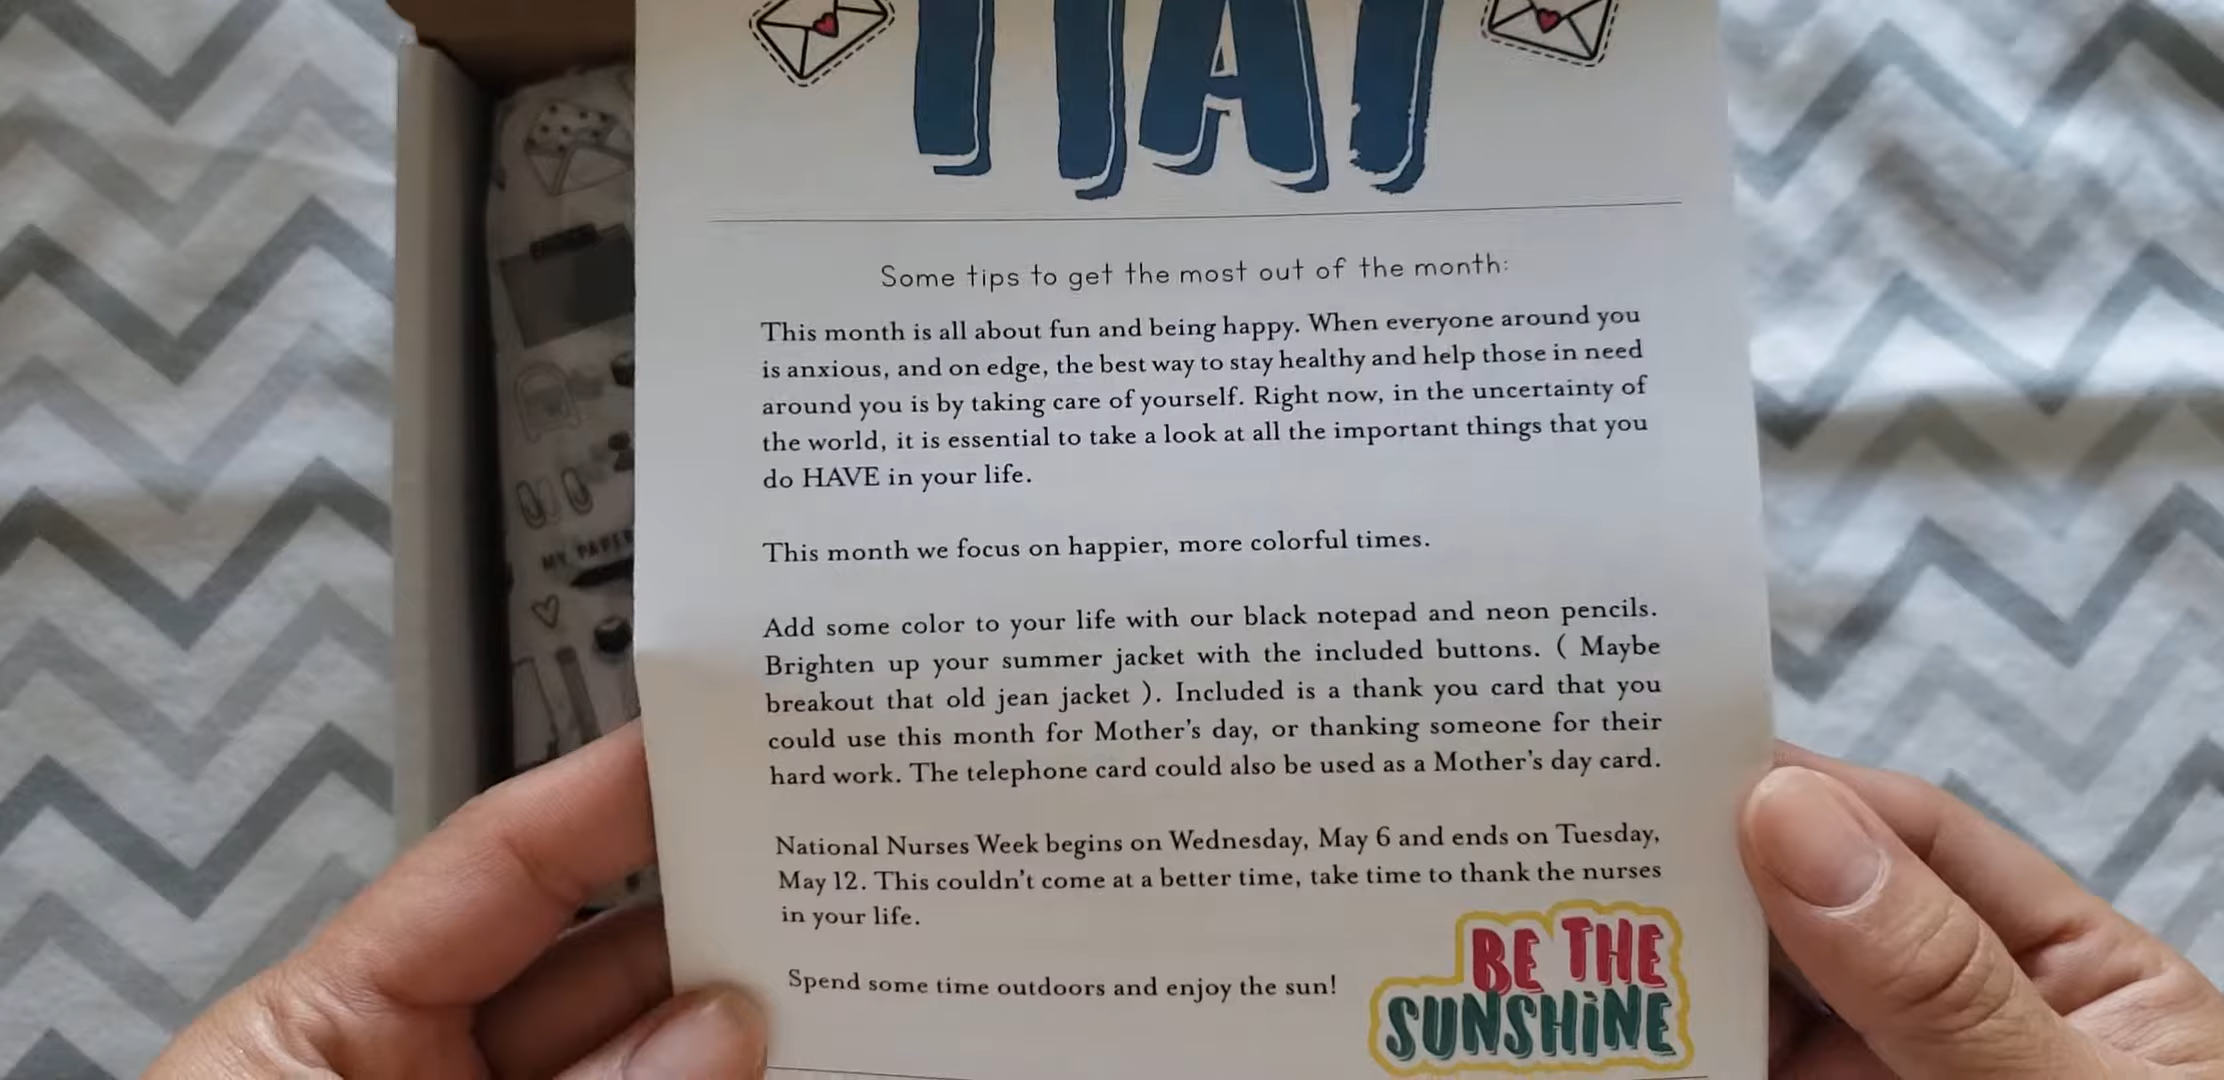 Some tips to get the most out of the month:
This month is all about fun and being happy. When everyone around you
is anxious, and on edge, the best way to stay healthy and help those in need
around you is by taking care of yourself. Right now, in the uncertainty of
the world, it is essential to take a look at all the important things that you
do HAVE in your life.
This month we focus on happier, more colorful times.
Add some color to your life with our black notepad and neon pencils.
Brighten up your summer jacket with the included buttons. ( Maybe
breakout that old jean jacket ). Included is a thank you card that you
could use this month for Mother's day, or thanking someone for their
hard work. The telephone card could also be used as a Mother's day card.
National Nurses Week begins on Wednesday, May 6 and ends on Tuesday,
May 12. This couldn't come at a better time, take time to thank the nurses
in your life.
Spend some time outdoors and enjoy the sun!
BE THE
SUNSHINE
MY PAPER